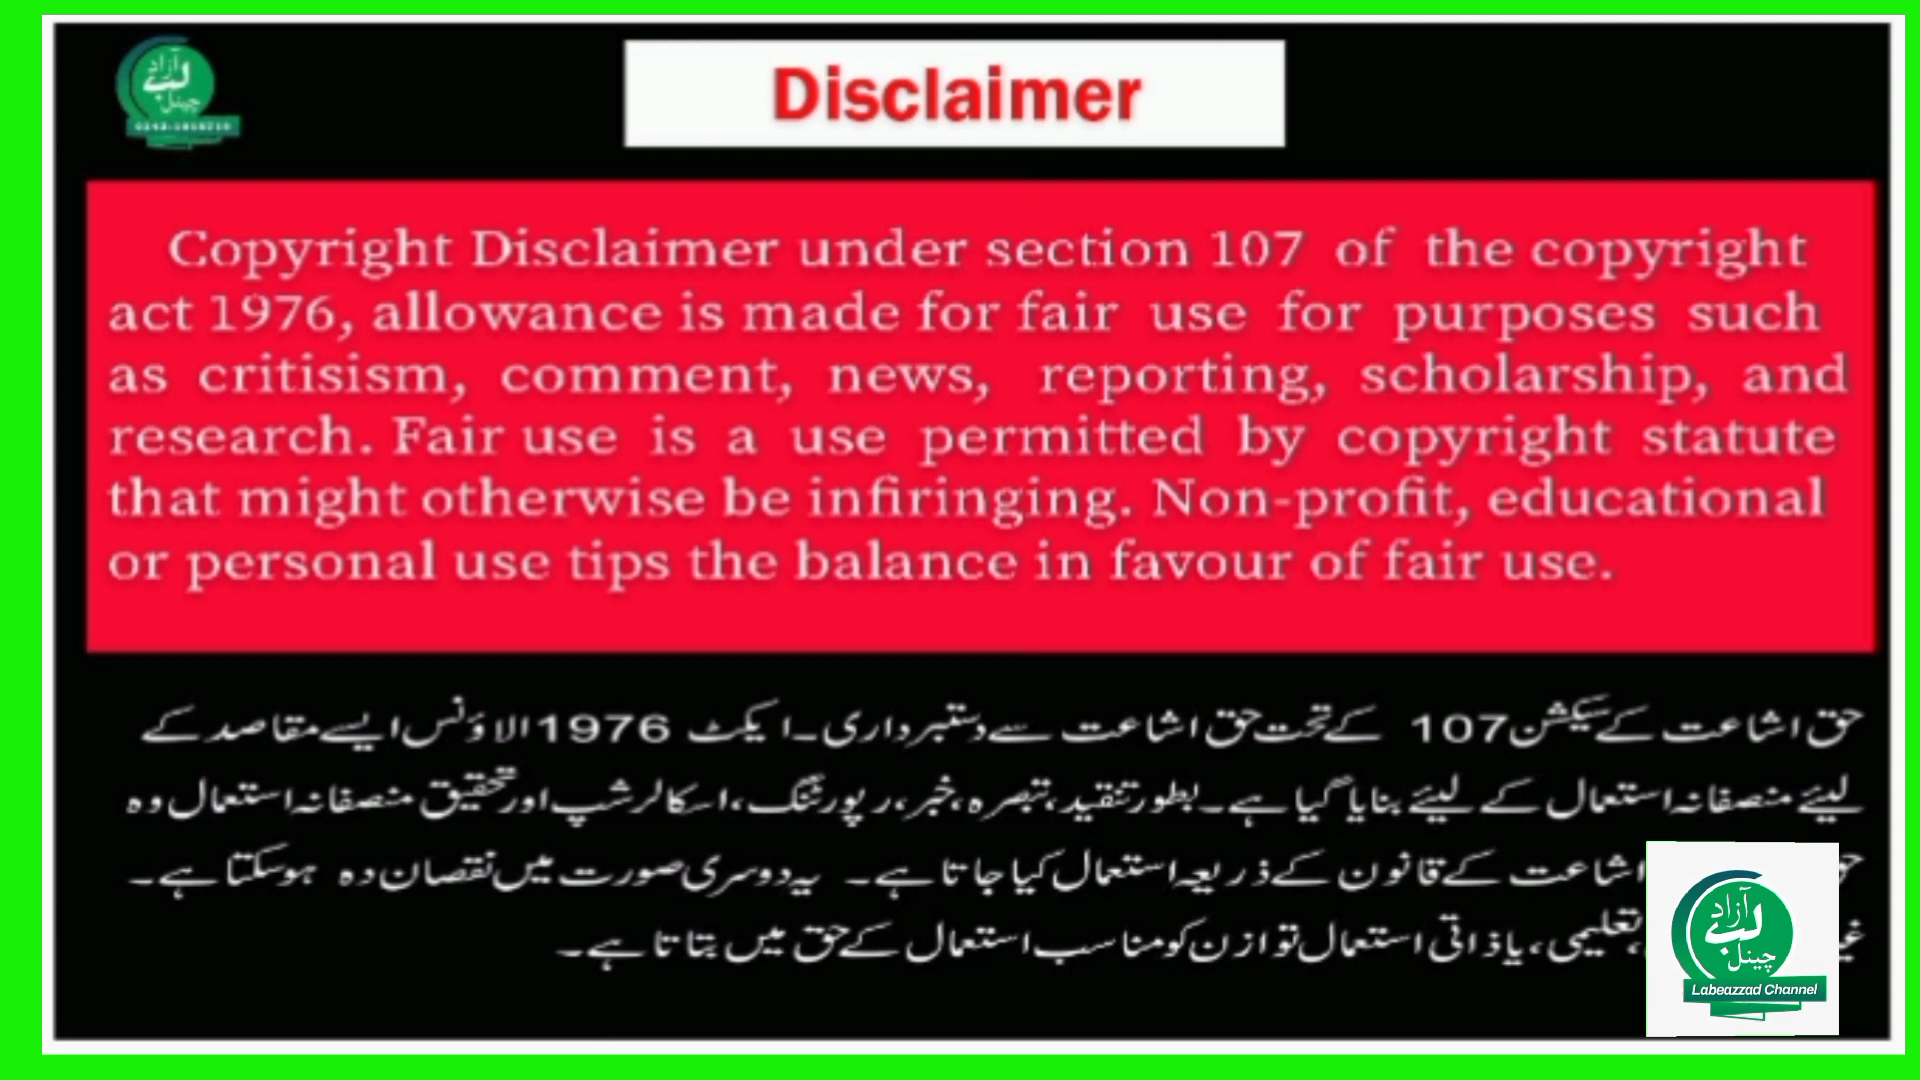 آزاد
لبے
چینل
Disclaimer
Copyright Disclaimer under section 107 of the copyright
act 1976, allowance is made for fair use for purposes such
as critisism, comment, news, reporting, scholarship, and
research. Fair use is a use permitted by copyright statute
that might otherwise be infiringing. Non-profit, educational
or personal use tips the balance in favour of fair use.
حق اشاعت کے سیکشن 107 کے تحت حق اشاعت سے دستبرداری۔ ایکٹ 1976 الاؤنس ایسے مقاصد کے
لیئے منصفانہ استعمال کے لیئے بنایا گیا ہے۔ بطور تنقید، تبصرہ، خبر، رپورٹنگ، اسکالرشپ اور تحقیق منصفانہ استعمال وہ
اشاعت کے قانون کے ذریعہ استعمال کیا جاتا ہے۔ یہ دوسری صورت میں نقصان دہ ہوسکتا ہے۔
تعلیمی، یا ذاتی استعمال توازن کو مناسب استعمال کے حق میں بتاتا ہے۔
آزاد
لبے
چینل
Labeazzad Channel